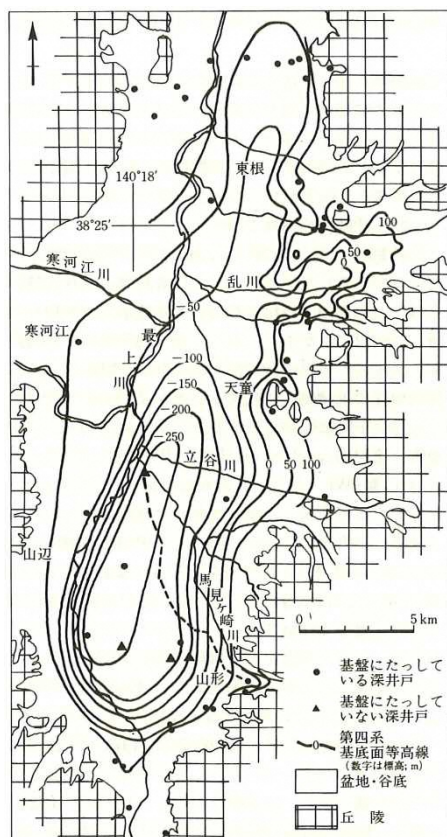 東根
140°18'
100
38°25'
50
0
0
寒河江川
乱川
-50
寒河江
最上川
-100
-150
天童
-200
-250
立谷川
0
50
100
山辺
馬見ヶ崎川
山形
0
5 km
基盤にたっして
いる深井戸
基盤にたっして
いない深井戸
0
第四系
基底面等高線
(数字は標高;m)
盆地・谷底
丘陵